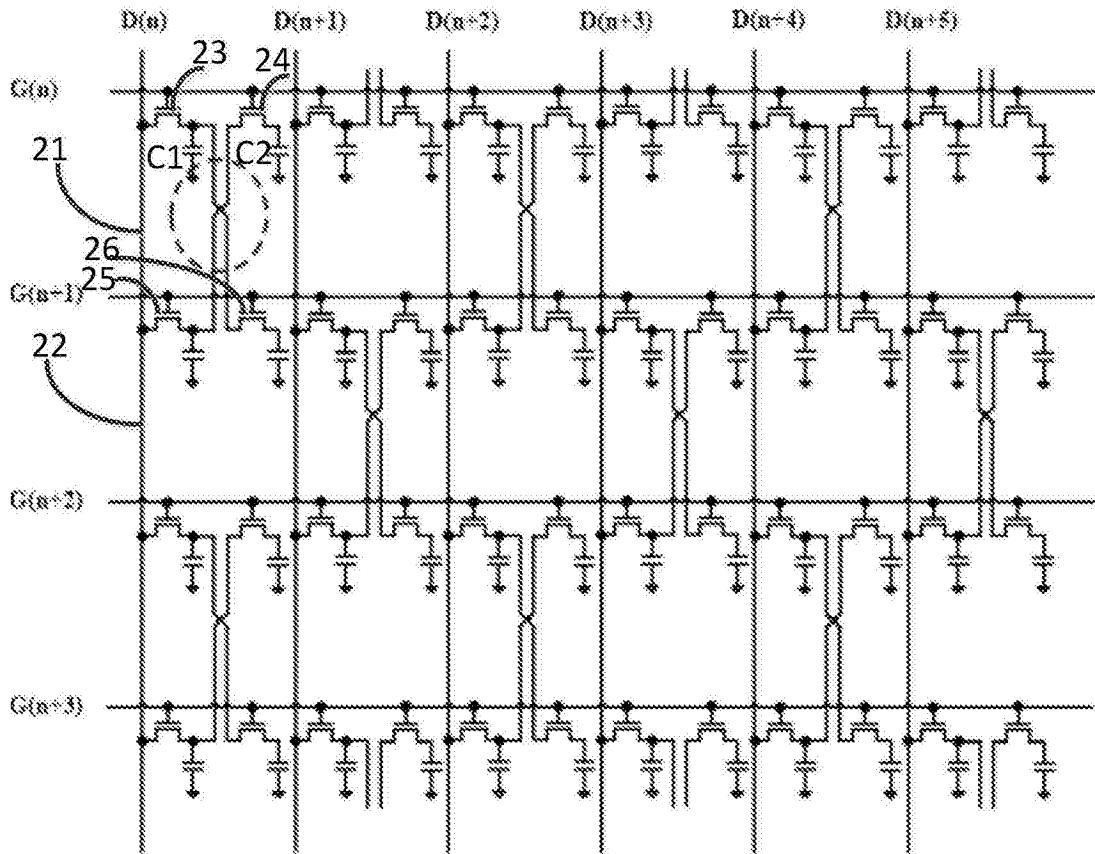 D(n) D(n+1) D(n+2) D(n+3) D(n+4) D(n+5)
23 24
G(n)
21 C1 C2
26
25
G(n+1)
22
G(n+2)
G(n+3)